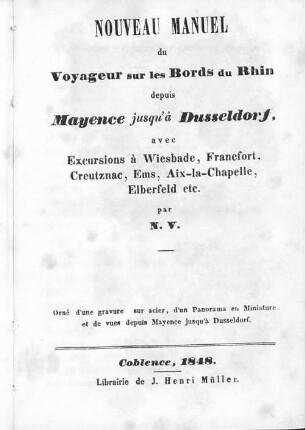 NOUVEAU MANUEL
du
Voyageur sur les Bords du Rhin
depuis
Mayence jusqu'à Dusseldorf,
avec
Excursions à Wiesbade, Francfort.
Creutznac, Ems, Aix-la-Chapelle,
Elberfeld etc.
par
N. V.
Orné d'une gravure sur acier, d'un Panorama en Miniature
et de vues depuis Mayence jusqu'à Dusseldorf.
Coblence, 1848.
Librairie de J. Henri Müller.